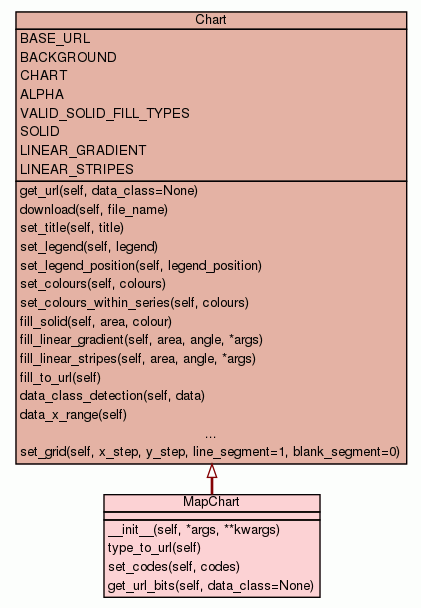 Chart
BASE_URL
BACKGROUND
CHART
ALPHA
VALID_SOLID_FILL_TYPES
SOLID
LINEAR_GRADIENT
LINEAR_STRIPES
get_url(self, data_class=None)
download(self, file_name)
set_title(self, title)
set_legend(self, legend)
set_legend_position(self, legend_position)
set_colours(self, colours)
set_colours_within_series(self, colours)
fill_solid(self, area, colour)
fill_linear_gradient(self, area, angle, *args)
fill_linear_stripes(self, area, angle, *args)
fill_to_url(self)
data_class_detection(self, data)
data_x_range(self)
...
set_grid(self, x_step, y_step, line_segment=1, blank_segment=0)
MapChart
__init__(self, *args, **kwargs)
type_to_url(self)
set_codes(self, codes)
get_url_bits(self, data_class=None)